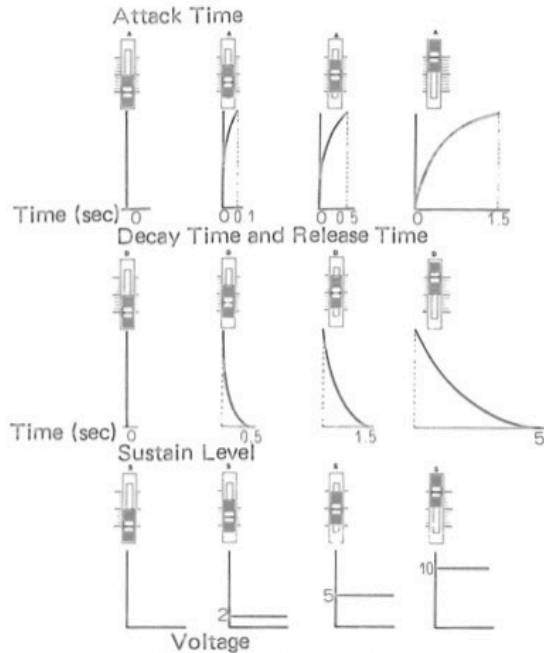 Attack Time
A A A A
Time (sec) 0 0 0 1 0 0 5 0 1.5
Decay Time and Release Time
D D D D
Time (sec) 0 0.5 1.5 5
Sustain Level
S S S S
2 5 10
Voltage